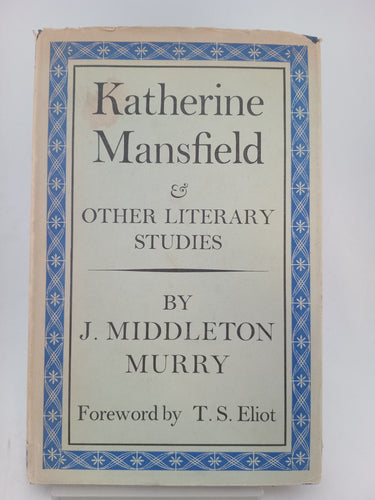 Katherine
Mansfield
&
OTHER LITERARY
STUDIES
BY
J. MIDDLETON
MURRY
Foreword by T. S. Eliot